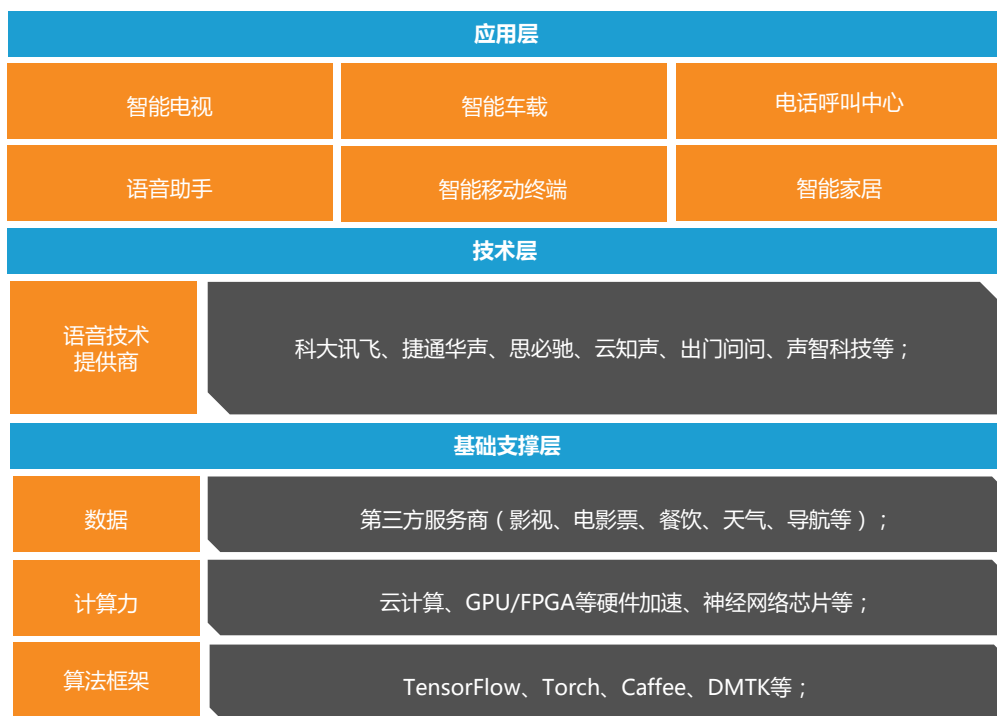 应用层
智能电视
智能车载
电话呼叫中心
语音助手
智能移动终端
智能家居
技术层
语音技术
提供商
科大讯飞、捷通华声、思必驰、云知声、出门问问、声智科技等；
基础支撑层
数据
第三方服务商（影视、电影票、餐饮、天气、导航等）；
计算力
云计算、GPU/FPGA等硬件加速、神经网络芯片等；
算法框架
TensorFlow、Torch、Caffee、DMTK等；